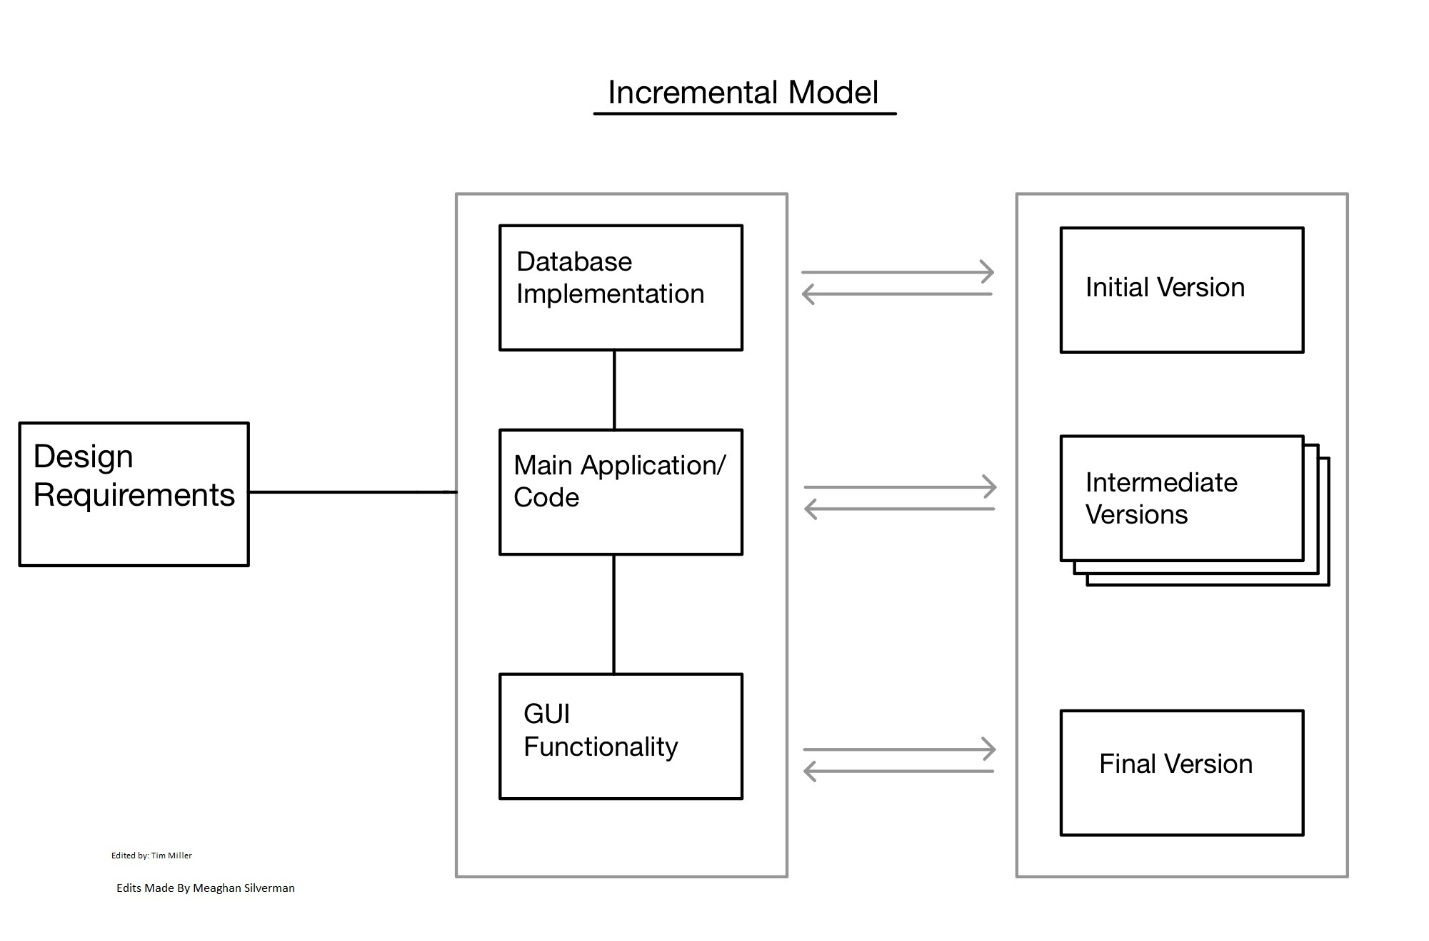 Incremental Model
Design
Requirements
Database
Implementation
Main Application/
Code
GUI
Functionality
Initial Version
Intermediate
Versions
Final Version
Edited by: Tim Miller
Edits Made By Meaghan Silverman